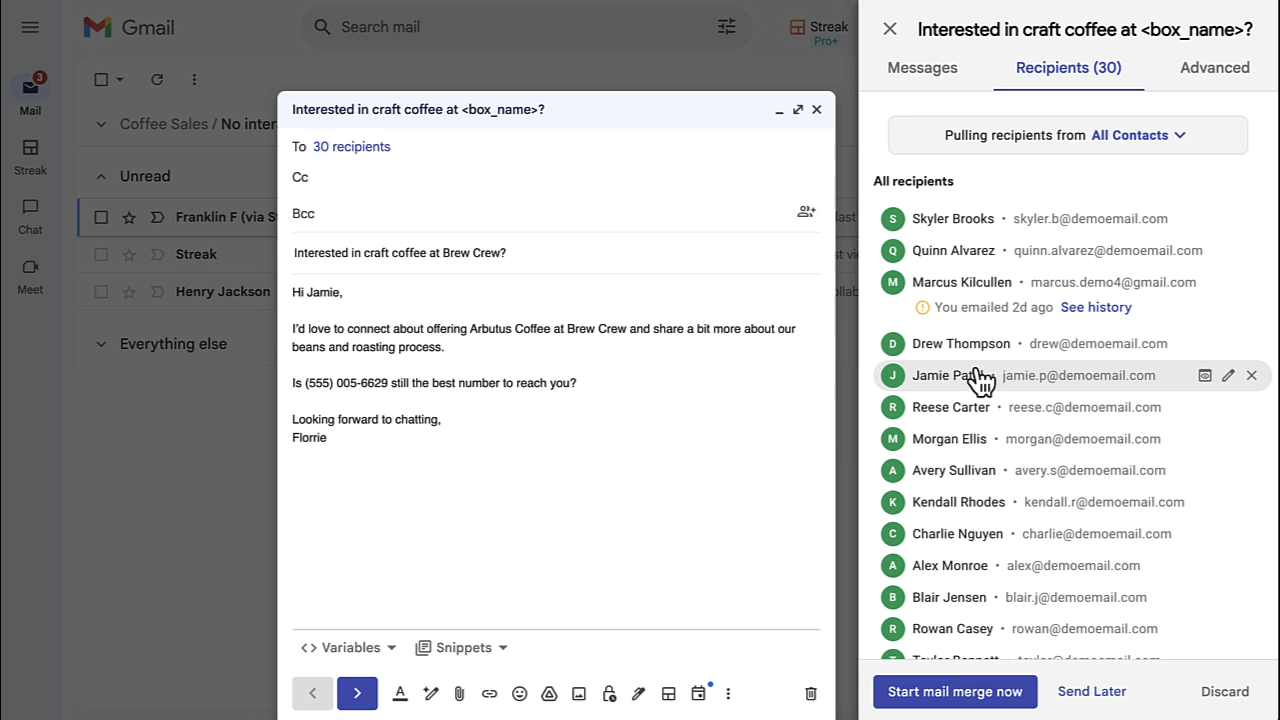 Gmail
Search mail
Streak
Pro+
3
Mail
Streak
Chat
Meet
Coffee Sales / No inter
Unread
Franklin F (via S
last
Streak
st vie
Henry Jackson
ollab
Everything else
Interested in craft coffee at <box_name>?
To 30 recipients
Cc
Bcc
Interested in craft coffee at Brew Crew?
Hi Jamie,
I'd love to connect about offering Arbutus Coffee at Brew Crew and share a bit more about our
beans and roasting process.
Is (555) 005-6629 still the best number to reach you?
Looking forward to chatting,
Florrie
Variables
Snippets
Interested in craft coffee at <box_name>?
Messages
Recipients (30)
Advanced
Pulling recipients from All Contacts
All recipients
S Skyler Brooks • skyler.b@demoemail.com
Q Quinn Alvarez • quinn.alvarez@demoemail.com
M Marcus Kilcullen • marcus.demo4@gmail.com
You emailed 2d ago See history
D Drew Thompson • drew@demoemail.com
J Jamie jamie.p@demoemail.com
R Reese Carter • reese.c@demoemail.com
M Morgan Ellis • morgan@demoemail.com
A Avery Sullivan • avery.s@demoemail.com
K Kendall Rhodes • kendall.r@demoemail.com
C Charlie Nguyen • charlie@demoemail.com
A Alex Monroe • alex@demoemail.com
B Blair Jensen • blair.j@demoemail.com
R Rowan Casey • rowan@demoemail.com
Start mail merge now
Send Later
Discard